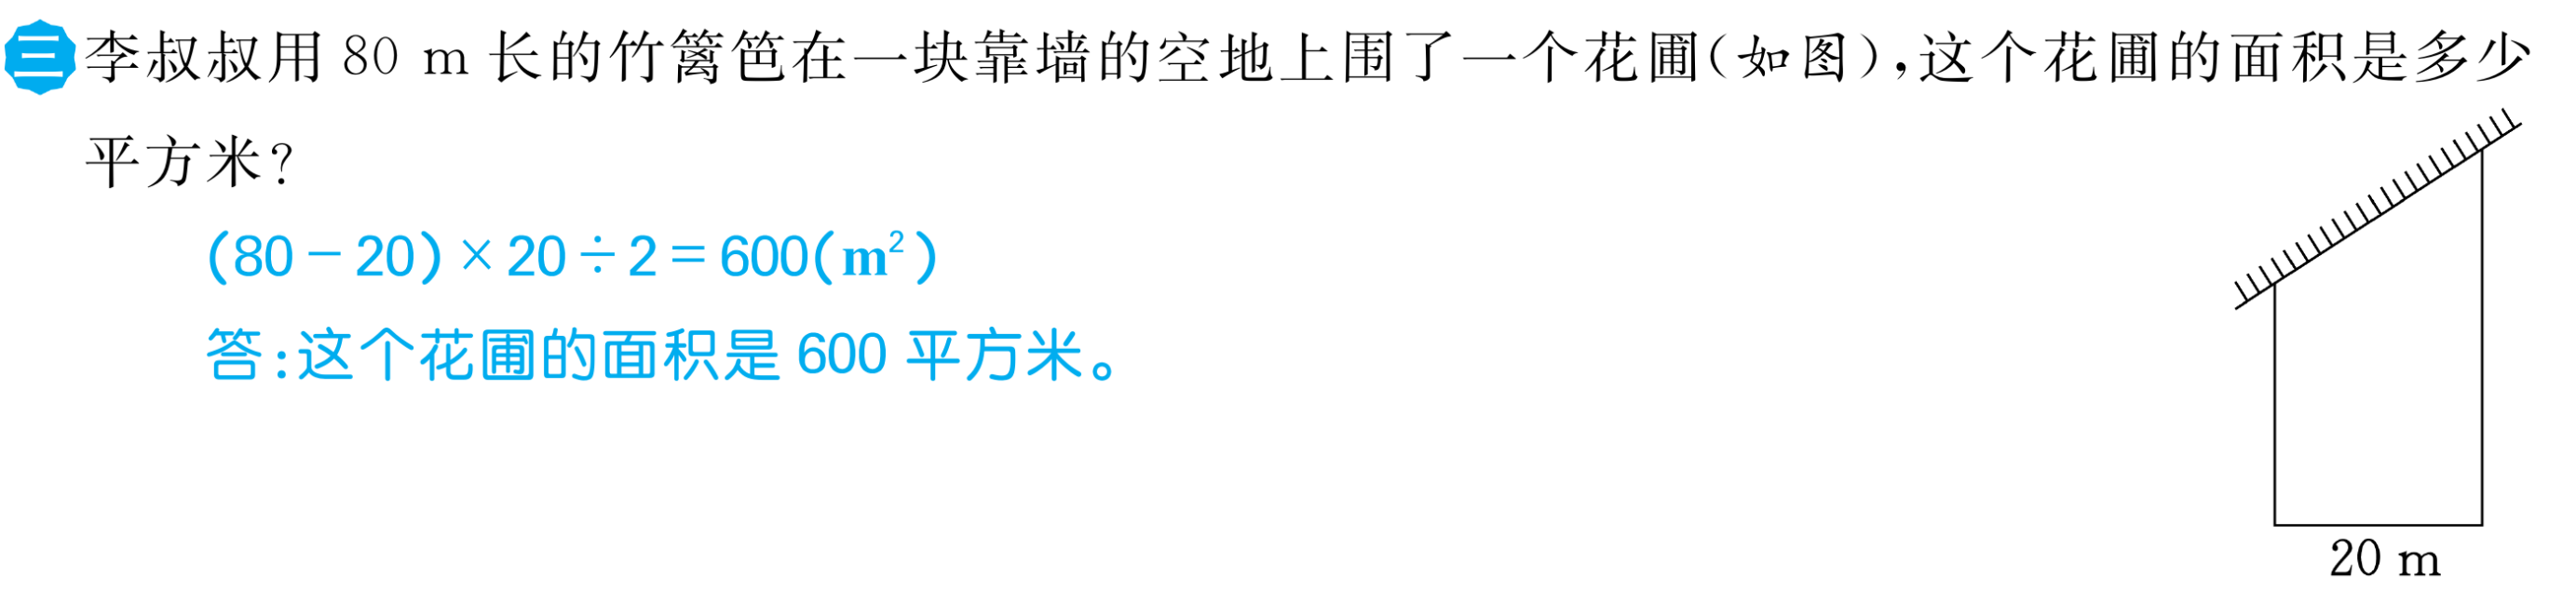 三 李叔叔用 80 m 长的竹篱笆在一块靠墙的空地上围了一个花圃(如图),这个花圃的面积是多少
平方米?
(80－20)×20÷2＝600(m²)
答:这个花圃的面积是 600 平方米。
20 m